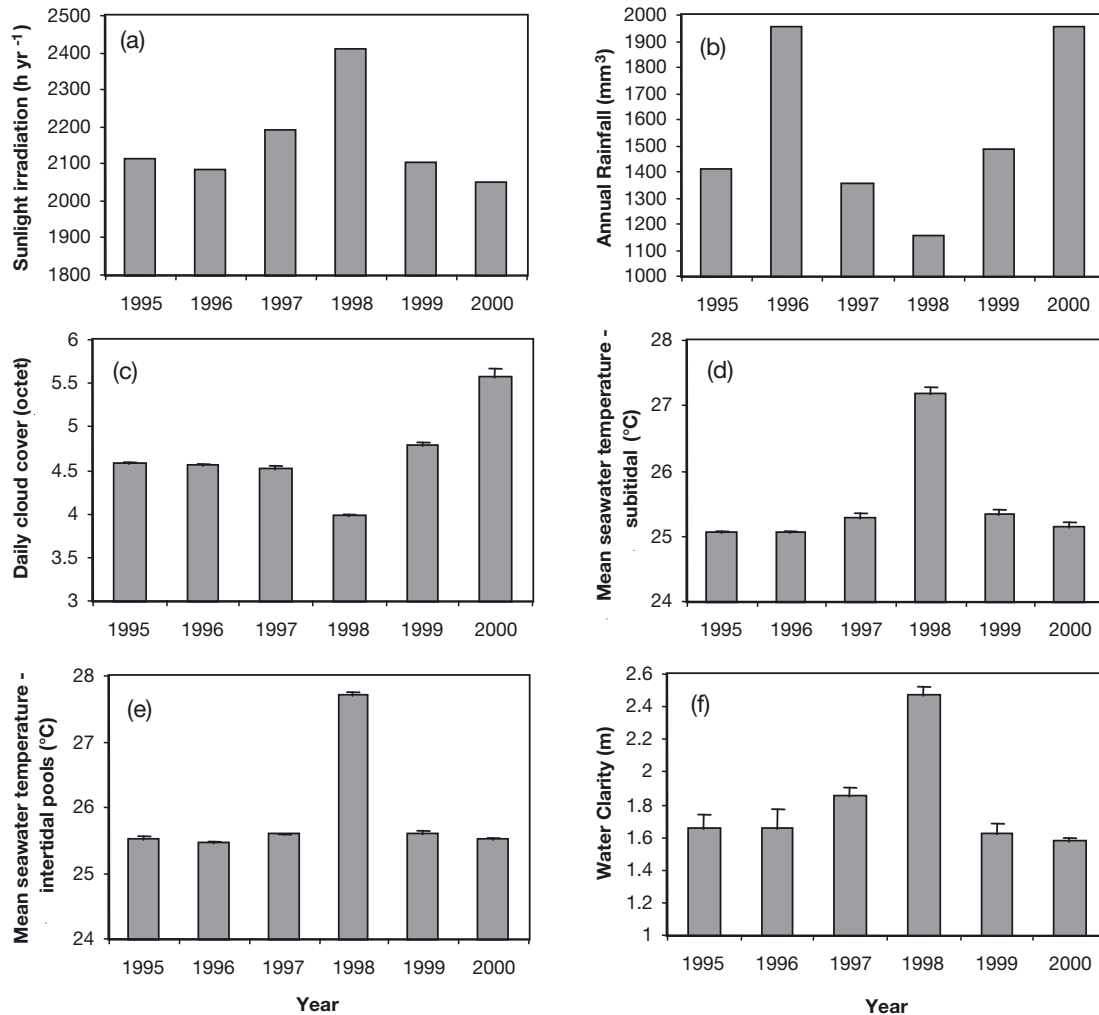 Sunlight irradiation (h yr -1)
2500
2400
2300
2200
2100
2000
1900
1800
(a)
1995 1996 1997 1998 1999 2000
Annual Rainfall (mm3)
2000
1900
1800
1700
1600
1500
1400
1300
1200
1100
1000
(b)
1995 1996 1997 1998 1999 2000
Daily cloud cover (octet)
6
5.5
5
4.5
4
3.5
3
(c)
1995 1996 1997 1998 1999 2000
Mean seawater temperature -
subitidal (°C)
28
27
26
25
24
(d)
1995 1996 1997 1998 1999 2000
Mean seawater temperature -
intertidal pools (°C)
28
27
26
25
24
(e)
1995 1996 1997 1998 1999 2000
Year
Water Clarity (m)
2.6
2.4
2.2
2
1.8
1.6
1.4
1.2
1
(f)
1995 1996 1997 1998 1999 2000
Year